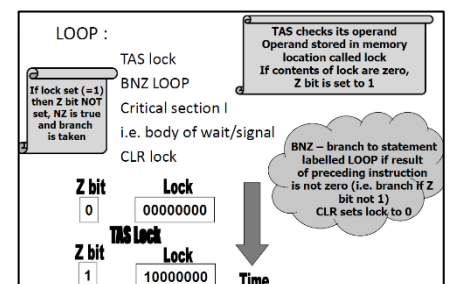 LOOP :
TAS lock
BNZ LOOP
Critical section I
i.e. body of wait/signal
CLR lock
TAS checks its operand
Operand stored in memory
location called lock
If contents of lock are zero,
Z bit is set to 1
If lock set (=1)
then Z bit NOT
set, NZ is true
and branch
is taken
BNZ – branch to statement
labelled LOOP if result
of preceding instruction
is not zero (i.e. branch if Z
bit not 1)
CLR sets lock to 0
Z bit Lock
0 00000000
TAS Lock
Z bit Lock
1 10000000
Time